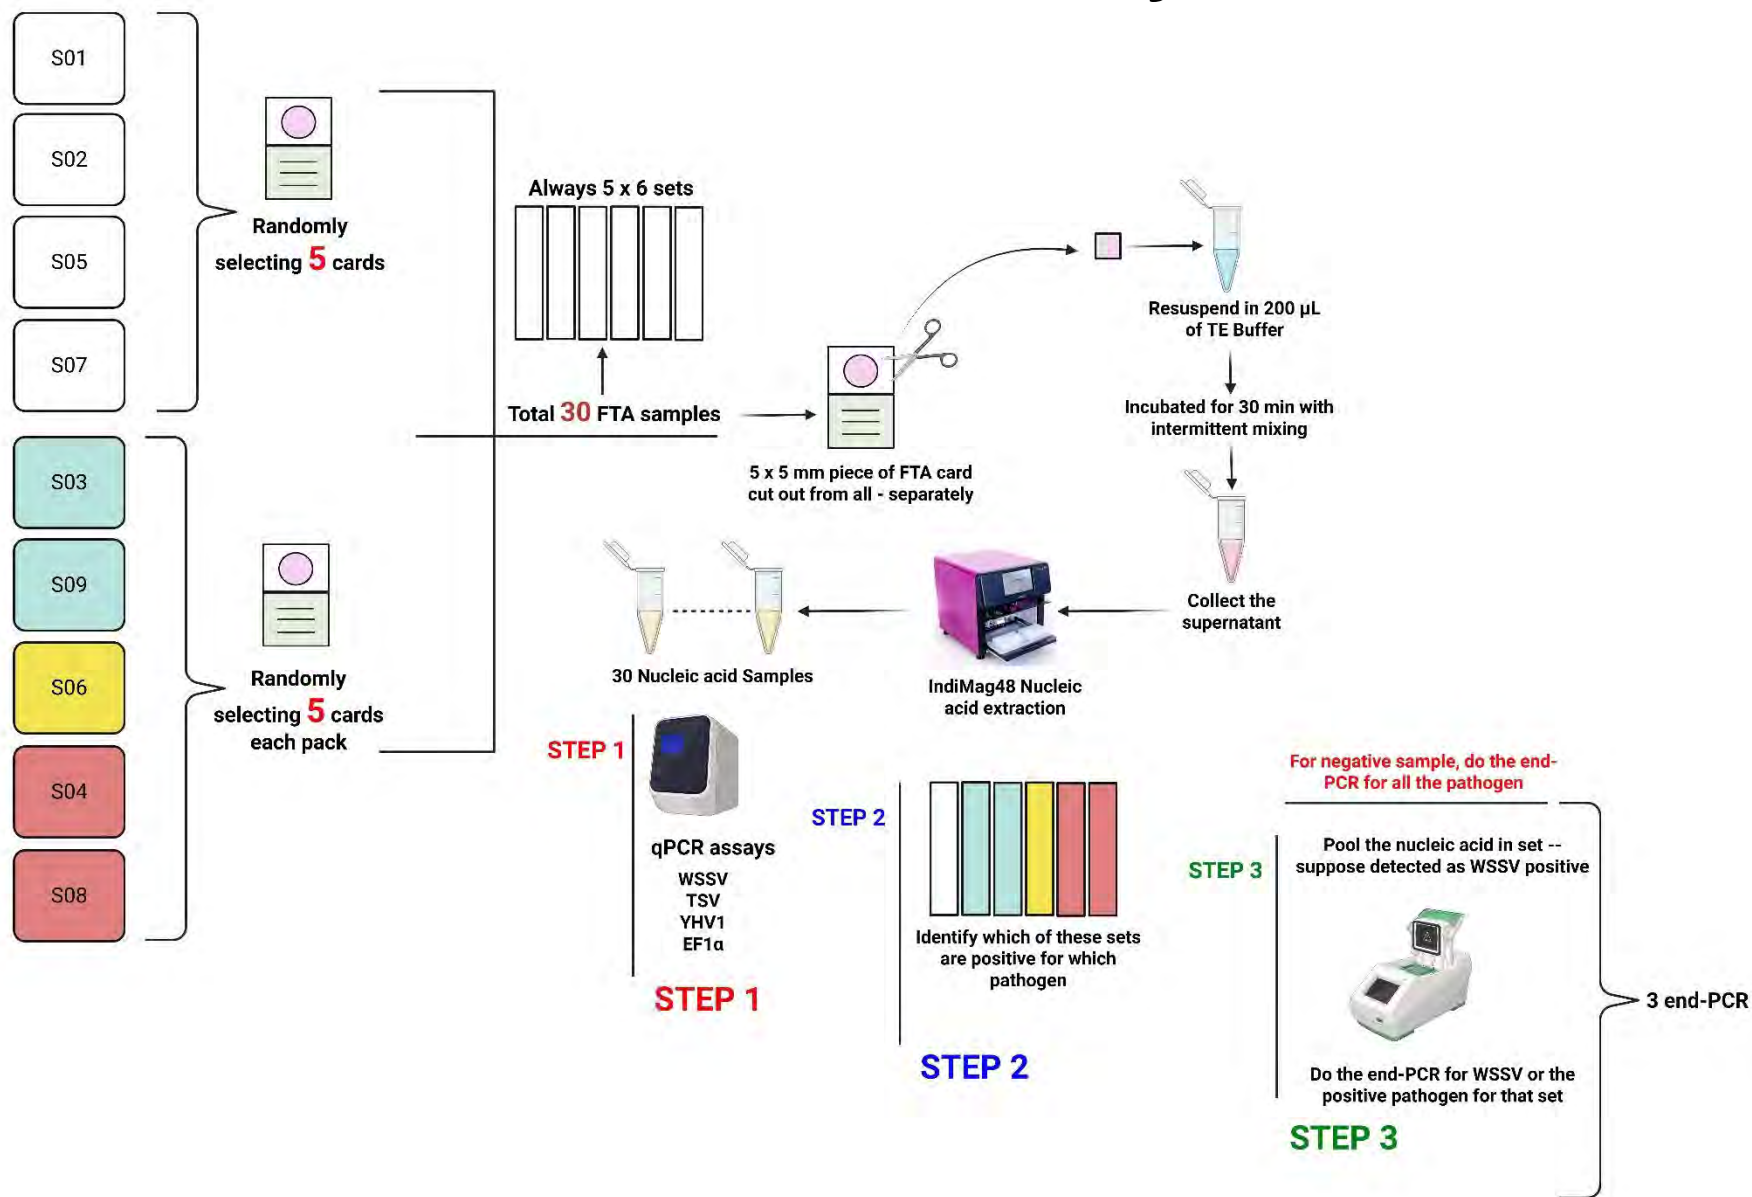 S01
S02
S05
S07
S03
S09
S06
S04
S08
Randomly
selecting 5 cards
Randomly
selecting 5 cards
each pack
Always 5 x 6 sets
Total 30 FTA samples
5 x 5 mm piece of FTA card
cut out from all - separately
Resuspend in 200 µL
of TE Buffer
Incubated for 30 min with
intermittent mixing
Collect the
supernatant
IndiMag48 Nucleic
acid extraction
30 Nucleic acid Samples
STEP 1
qPCR assays
WSSV
TSV
YHV1
EF1α
STEP 1
STEP 2
Identify which of these sets
are positive for which
pathogen
STEP 2
For negative sample, do the end-
PCR for all the pathogen
STEP 3
Pool the nucleic acid in set --
suppose detected as WSSV positive
Do the end-PCR for WSSV or the
positive pathogen for that set
STEP 3
3 end-PCR